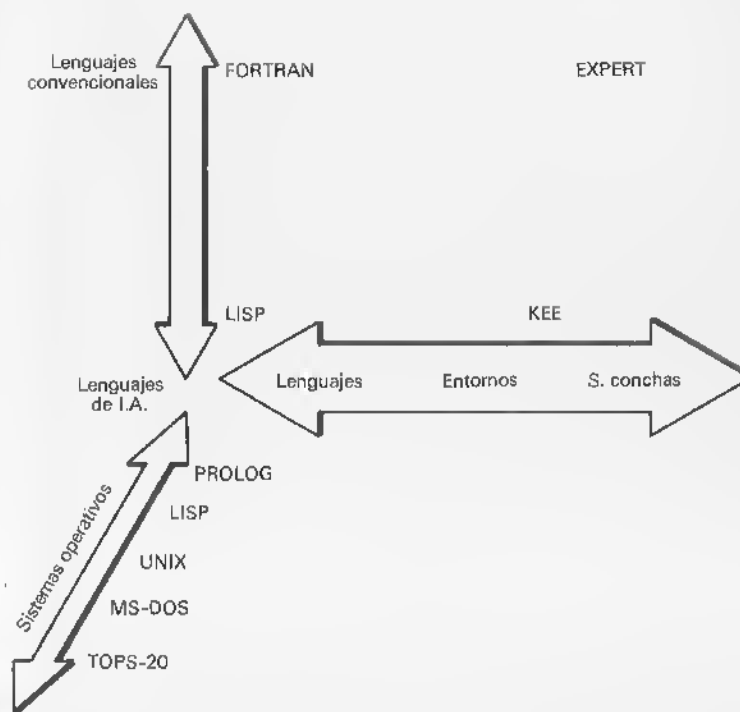 Lenguajes
convencionales
FORTRAN
EXPERT
LISP
KEE
Lenguajes
de I.A.
Lenguajes
Entornos
S. conchas
PROLOG
LISP
UNIX
MS-DOS
TOPS-20
Sistemas operativos